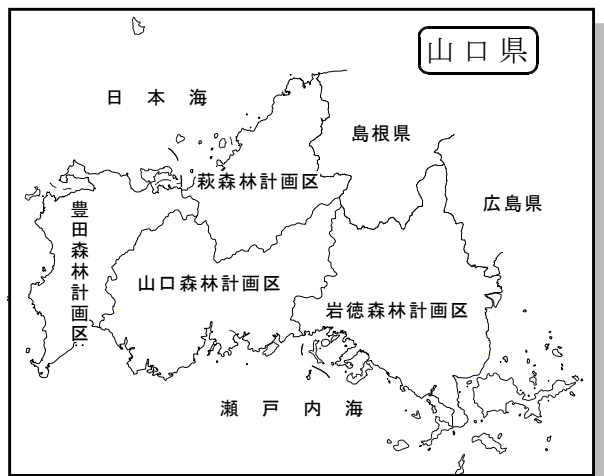 山口県
日本海
島根県
萩森林計画区
広島県
豊田森林計画区
山口森林計画区
岩徳森林計画区
瀬戸内海